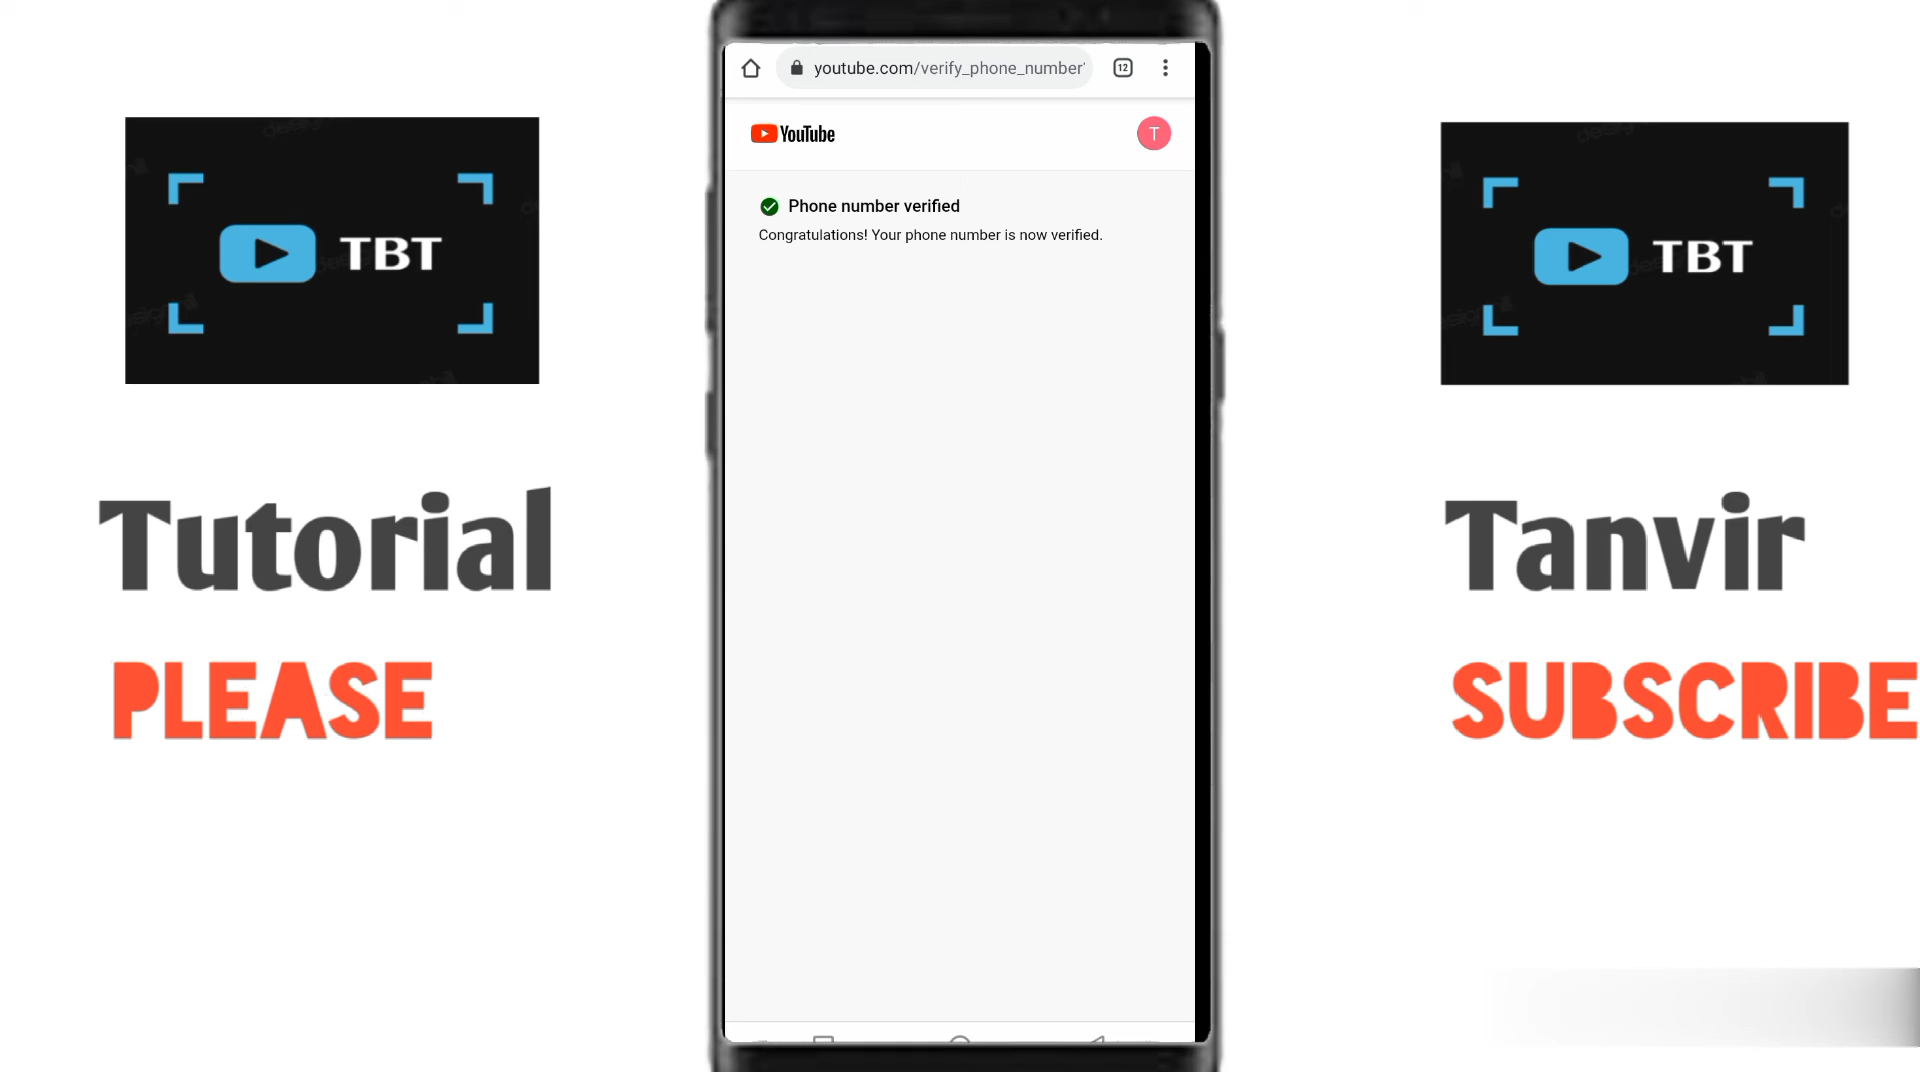 12
youtube.com/verify_phone_number
YouTube
T
Phone number verified
Congratulations! Your phone number is now verified.
TBT
TBT
Tutorial
Tanvir
PLEASE
SUBSCRIBE